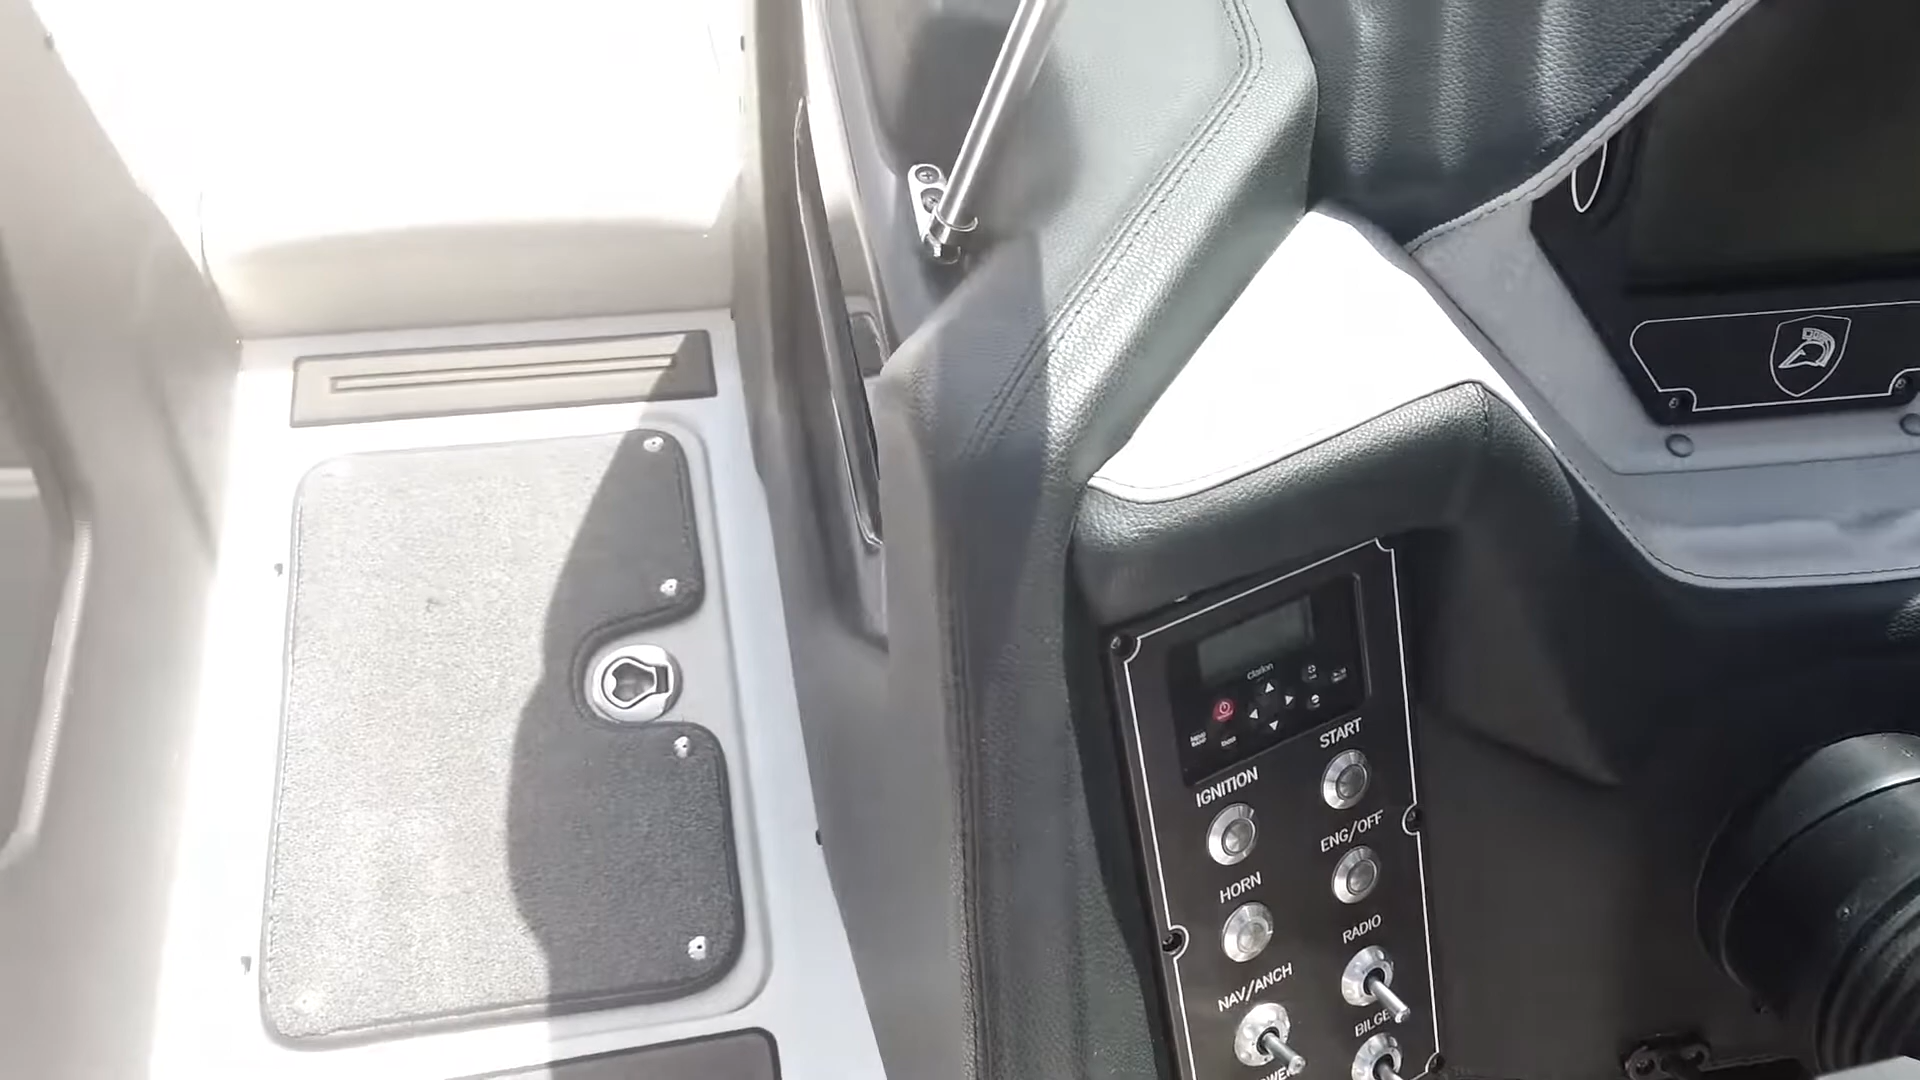 clarion
START
IGNITION
ENG/OFF
HORN
RADIO
NAV/ANCH
BILGE